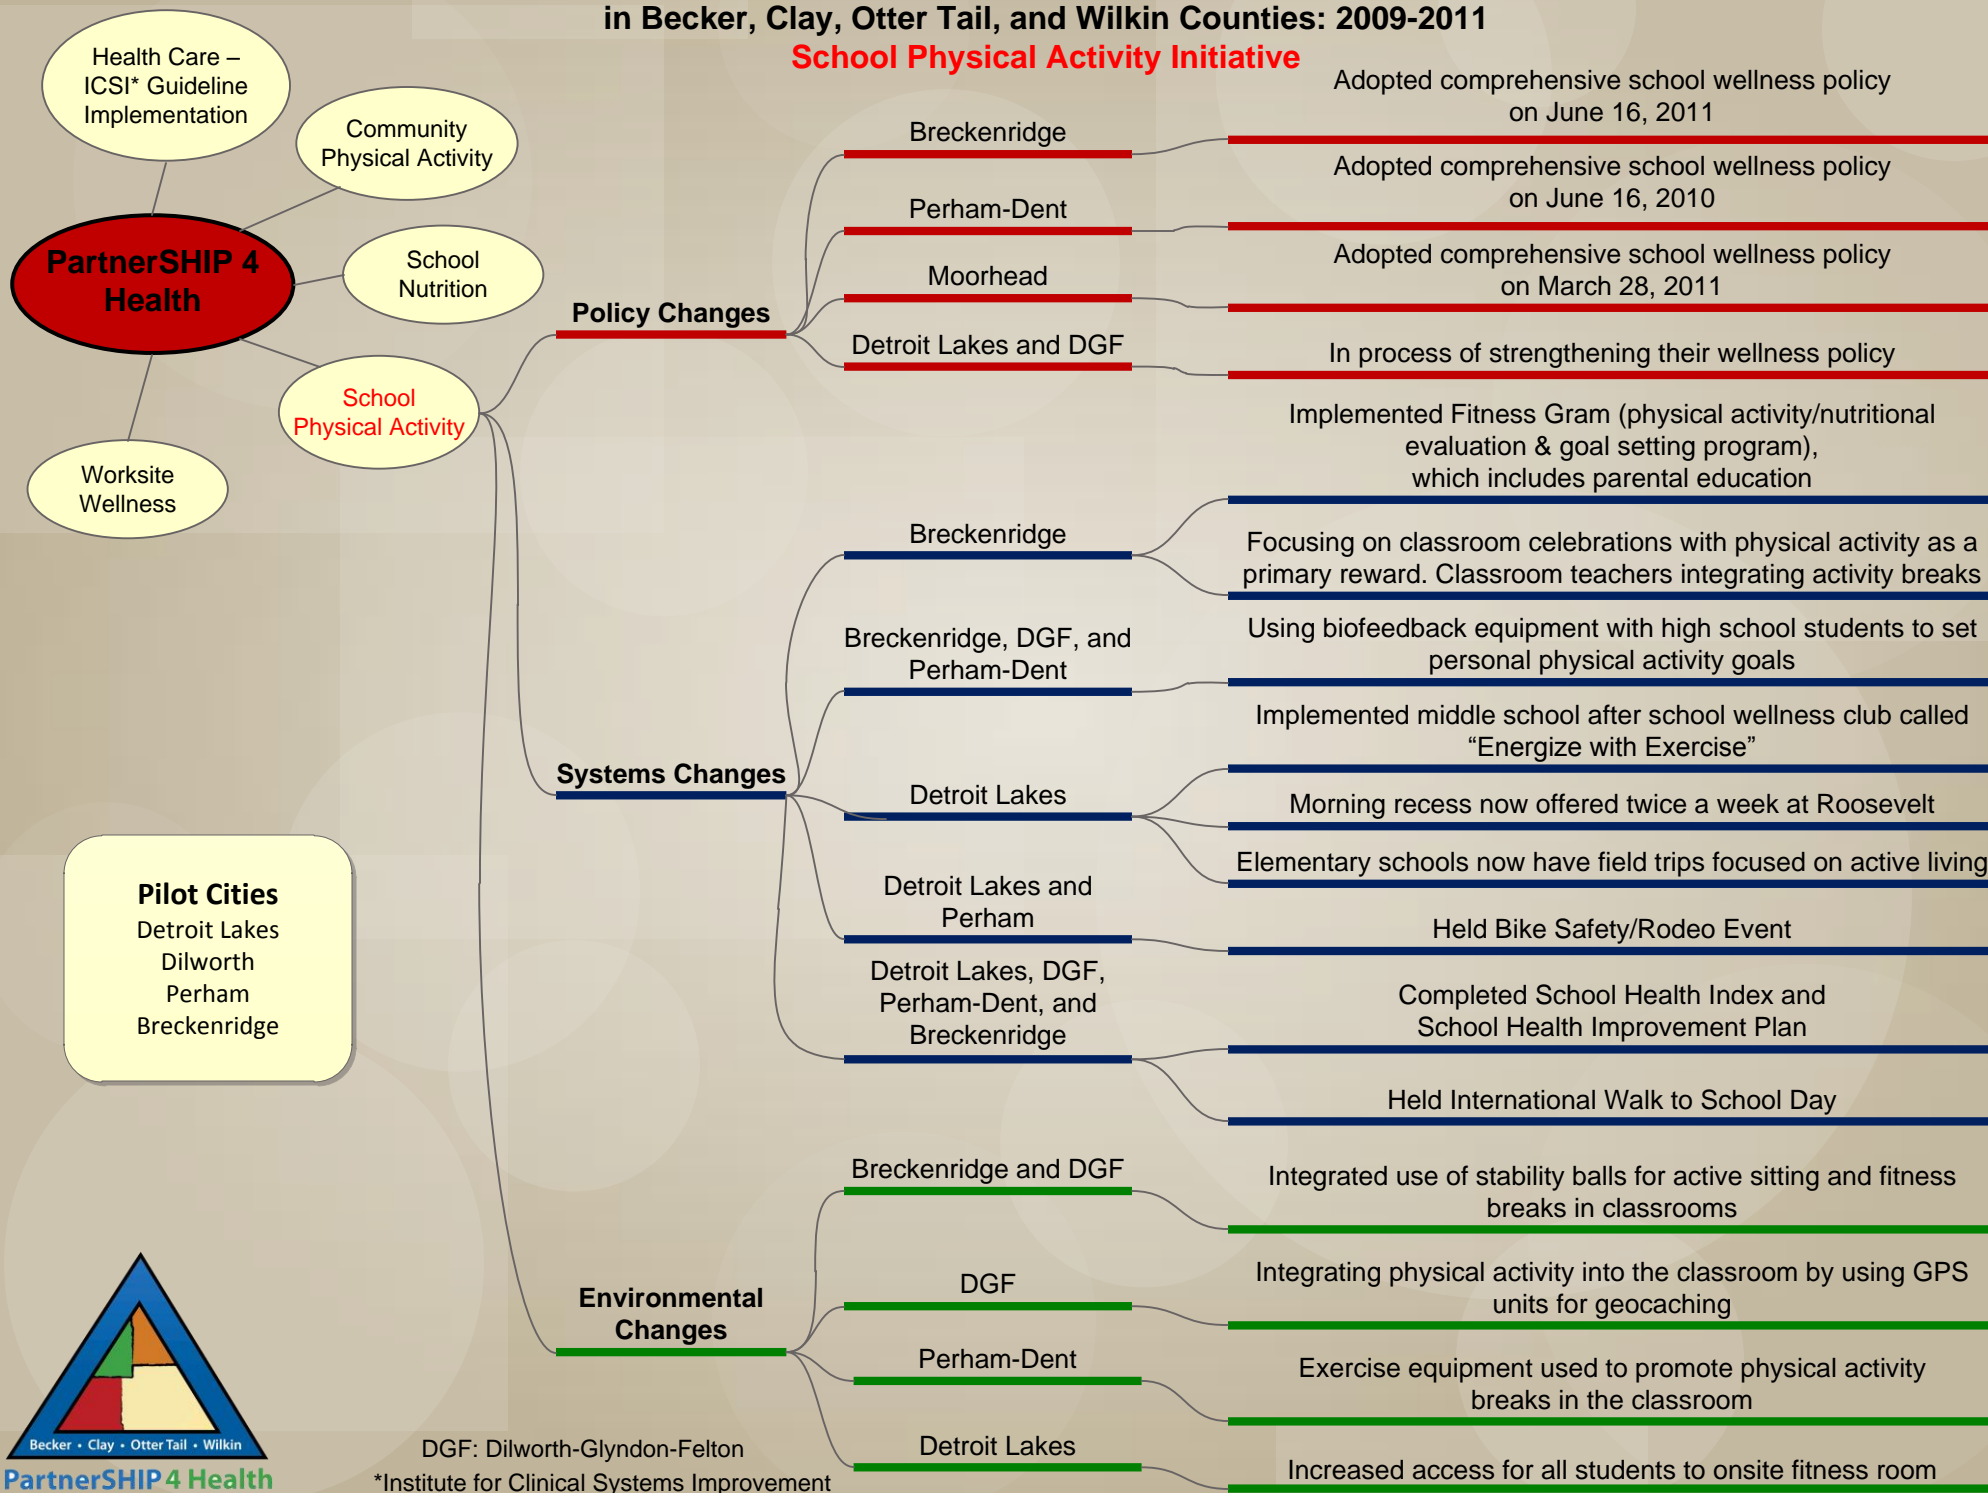 in Becker, Clay, Otter Tail, and Wilkin Counties: 2009-2011
School Physical Activity Initiative
Health Care –
ICSI* Guideline
Implementation
Community
Physical Activity
PartnerSHIP 4
Health
School
Nutrition
School
Physical Activity
Worksite
Wellness
Policy Changes
Breckenridge
Adopted comprehensive school wellness policy
on June 16, 2011
Perham-Dent
Adopted comprehensive school wellness policy
on June 16, 2010
Moorhead
Adopted comprehensive school wellness policy
on March 28, 2011
Detroit Lakes and DGF
In process of strengthening their wellness policy
Systems Changes
Breckenridge
Implemented Fitness Gram (physical activity/nutritional
evaluation & goal setting program),
which includes parental education
Focusing on classroom celebrations with physical activity as a
primary reward. Classroom teachers integrating activity breaks
Breckenridge, DGF, and
Perham-Dent
Using biofeedback equipment with high school students to set
personal physical activity goals
Detroit Lakes
Implemented middle school after school wellness club called
“Energize with Exercise”
Morning recess now offered twice a week at Roosevelt
Elementary schools now have field trips focused on active living
Detroit Lakes and
Perham
Held Bike Safety/Rodeo Event
Detroit Lakes, DGF,
Perham-Dent, and
Breckenridge
Completed School Health Index and
School Health Improvement Plan
Held International Walk to School Day
Environmental
Changes
Breckenridge and DGF
Integrated use of stability balls for active sitting and fitness
breaks in classrooms
DGF
Integrating physical activity into the classroom by using GPS
units for geocaching
Perham-Dent
Exercise equipment used to promote physical activity
breaks in the classroom
Detroit Lakes
Increased access for all students to onsite fitness room
Pilot Cities
Detroit Lakes
Dilworth
Perham
Breckenridge
Becker • Clay • Otter Tail • Wilkin
PartnerSHIP 4 Health
DGF: Dilworth-Glyndon-Felton
*Institute for Clinical Systems Improvement